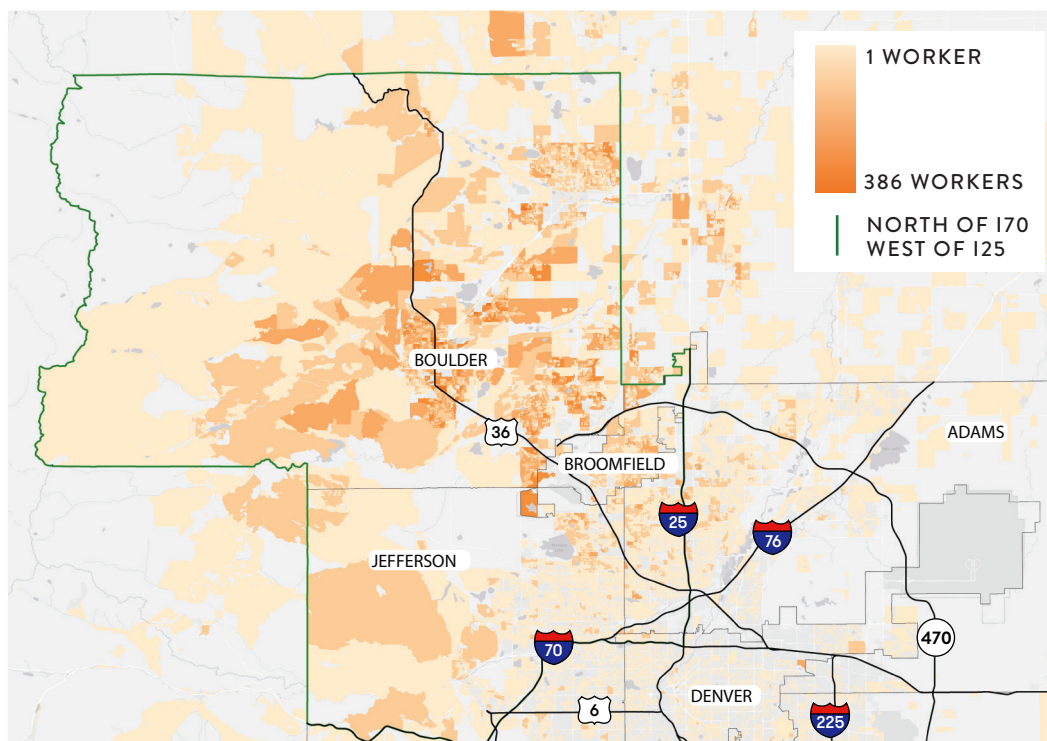 1 WORKER
386 WORKERS
NORTH OF I70
WEST OF I25
BOULDER
36
ADAMS
BROOMFIELD
25
76
JEFFERSON
470
70
DENVER
6
225